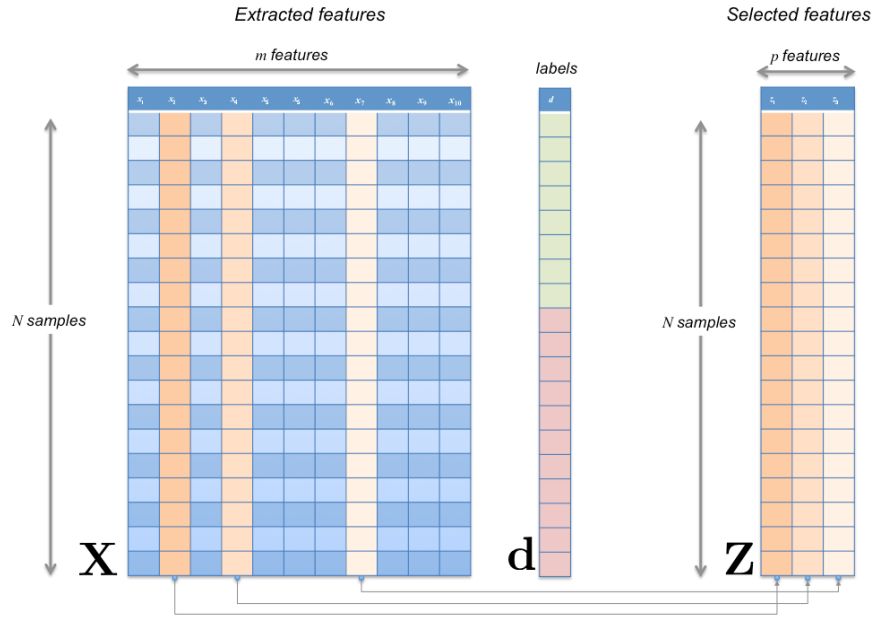 Extracted features
Selected features
m features
p features
labels
x₁ x₂ x₃ x₄ x₅ x₅ x₆ x₇ x₈ x₉ x₁₀
d
z₁ z₂ z₃
N samples
N samples
X
d
Z